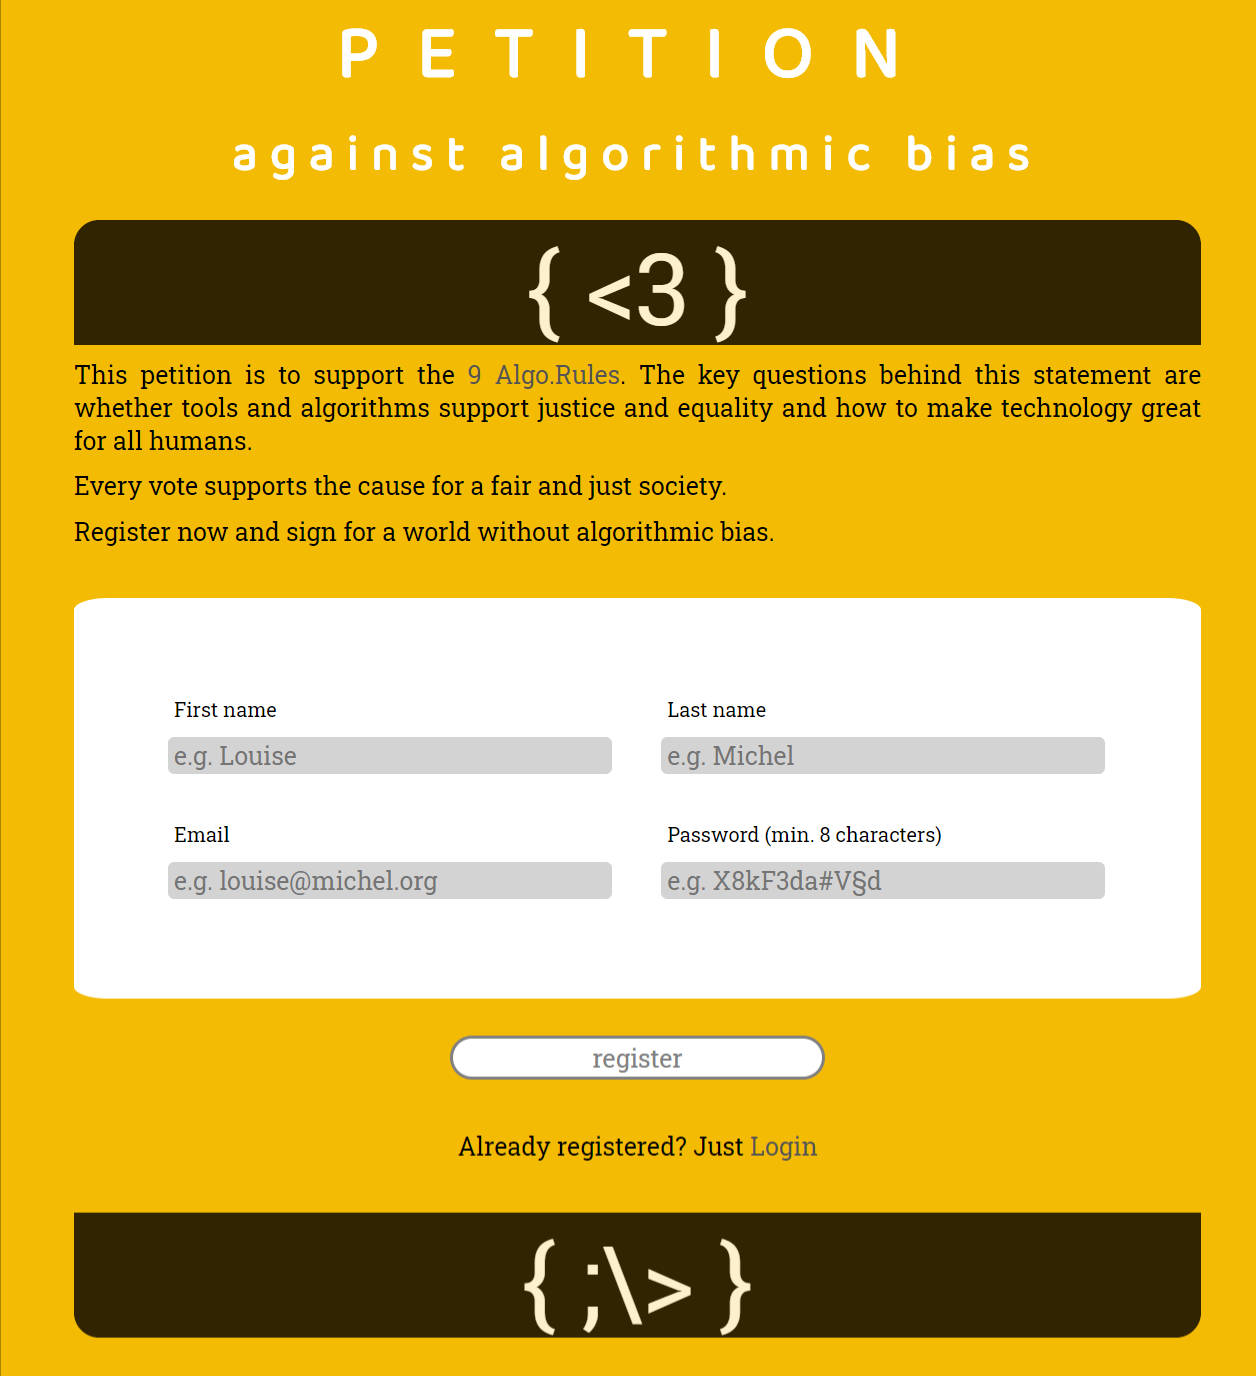 PETITION
against algorithmic bias
{ <3 }
This petition is to support the 9 Algo.Rules. The key questions behind this statement are
whether tools and algorithms support justice and equality and how to make technology great
for all humans.
Every vote supports the cause for a fair and just society.
Register now and sign for a world without algorithmic bias.
First name
Last name
e.g. Louise
e.g. Michel
Email
Password (min. 8 characters)
e.g. louise@michel.org
e.g. X8kF3da#V§d
register
Already registered? Just Login
{ ;\> }